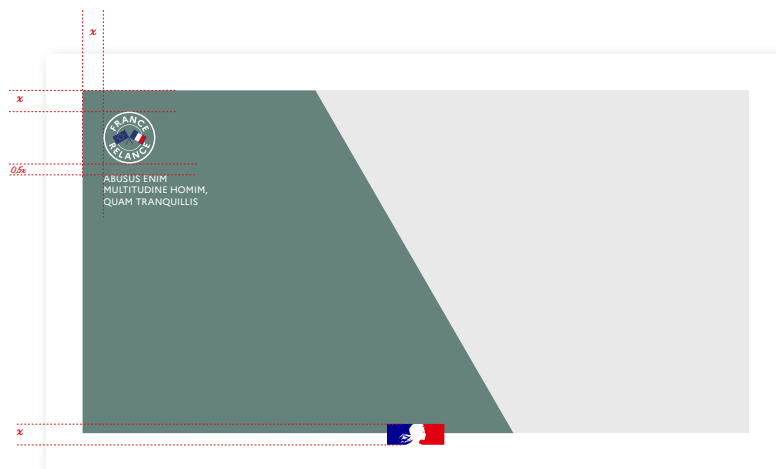 x
x
FRANCE
RELANCE
0,5x
ABUSUS ENIM
MULTITUDINE HOMIM,
QUAM TRANQUILLIS
x